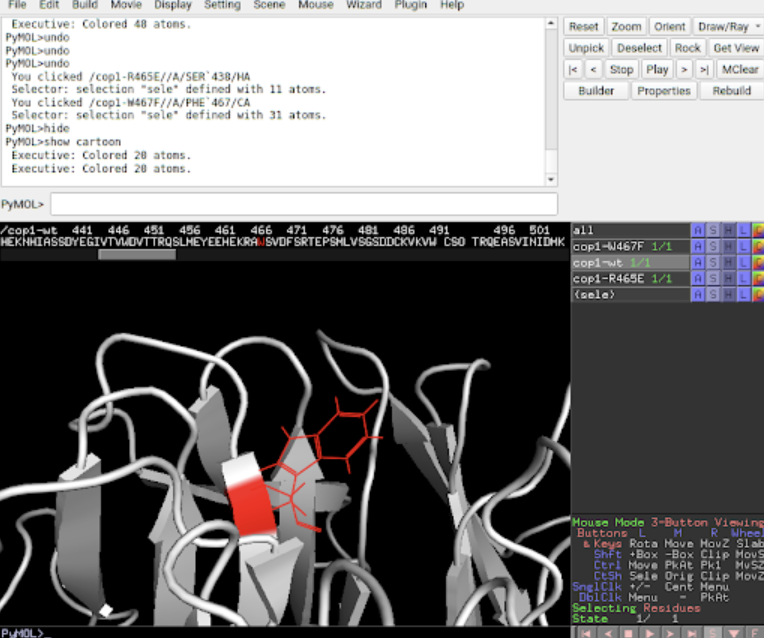 File Edit Build Movie Display Setting Scene Mouse Wizard Plugin Help
Executive: Colored 48 atoms.
PyMOL>undo
PyMOL>undo
PyMOL>undo
You clicked /cop1-R465E//A/SER`438/HA
Selector: selection "sele" defined with 11 atoms.
You clicked /cop1-W467F//A/PHE`467/CA
Selector: selection "sele" defined with 31 atoms.
PyMOL>hide
PyMOL>show cartoon
Executive: Colored 20 atoms.
Executive: Colored 20 atoms.
PyMOL>
Reset Zoom Orient Draw/Ray
Unpick Deselect Rock Get View
|< < Stop Play > >| MClear
Builder Properties Rebuild
/cop1-wt 441 446 451 456 461 466 471 476 481 486 491 496 501
HEKNHIASSDYEGIVTVWDVTTRQSLMEYEEHEKRAWSVDFSRTEPSMLVSGSDDCKVKVW CSO TRQEASVINIDMK
all A S H L C
cop1-W467F 1/1 A S H L C
cop1-wt 1/1 A S H L C
cop1-R465E 1/1 A S H L C
(sele) A S H L C
Mouse Mode 3-Button Viewing
Buttons L M R Wheel
& Keys Rota Move MovZ Slab
Shft +Box -Box Clip MovS
Ctrl Move PkAt Pk1 MvSZ
CtSh Sele Orig Clip MovZ
SnglClk +/- Cent Menu
DblClk Menu - PkAt
Selecting Residues
State 1/ 1
PyMOL>_
S F